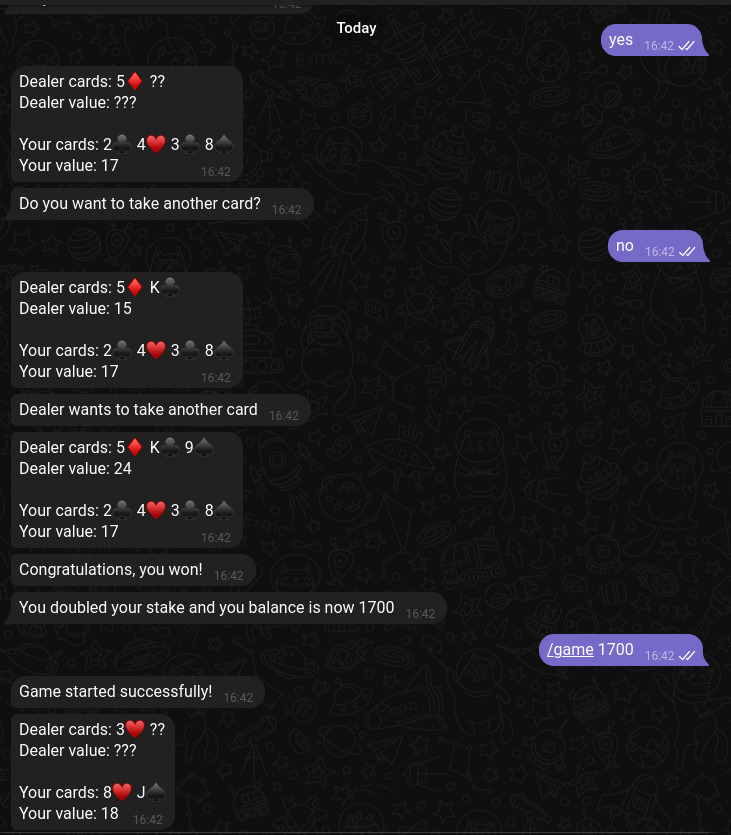 Today
yes 16:42
Dealer cards: 5♦️ ??
Dealer value: ???
Your cards: 2♣️ 4♥️ 3♣️ 8♠️
Your value: 17 16:42
Do you want to take another card? 16:42
no 16:42
Dealer cards: 5♦️ K♣️
Dealer value: 15
Your cards: 2♣️ 4♥️ 3♣️ 8♠️
Your value: 17 16:42
Dealer wants to take another card 16:42
Dealer cards: 5♦️ K♣️ 9♠️
Dealer value: 24
Your cards: 2♣️ 4♥️ 3♣️ 8♠️
Your value: 17 16:42
Congratulations, you won! 16:42
You doubled your stake and you balance is now 1700 16:42
/game 1700 16:42
Game started successfully! 16:42
Dealer cards: 3♥️ ??
Dealer value: ???
Your cards: 8♥️ J♠️
Your value: 18 16:42